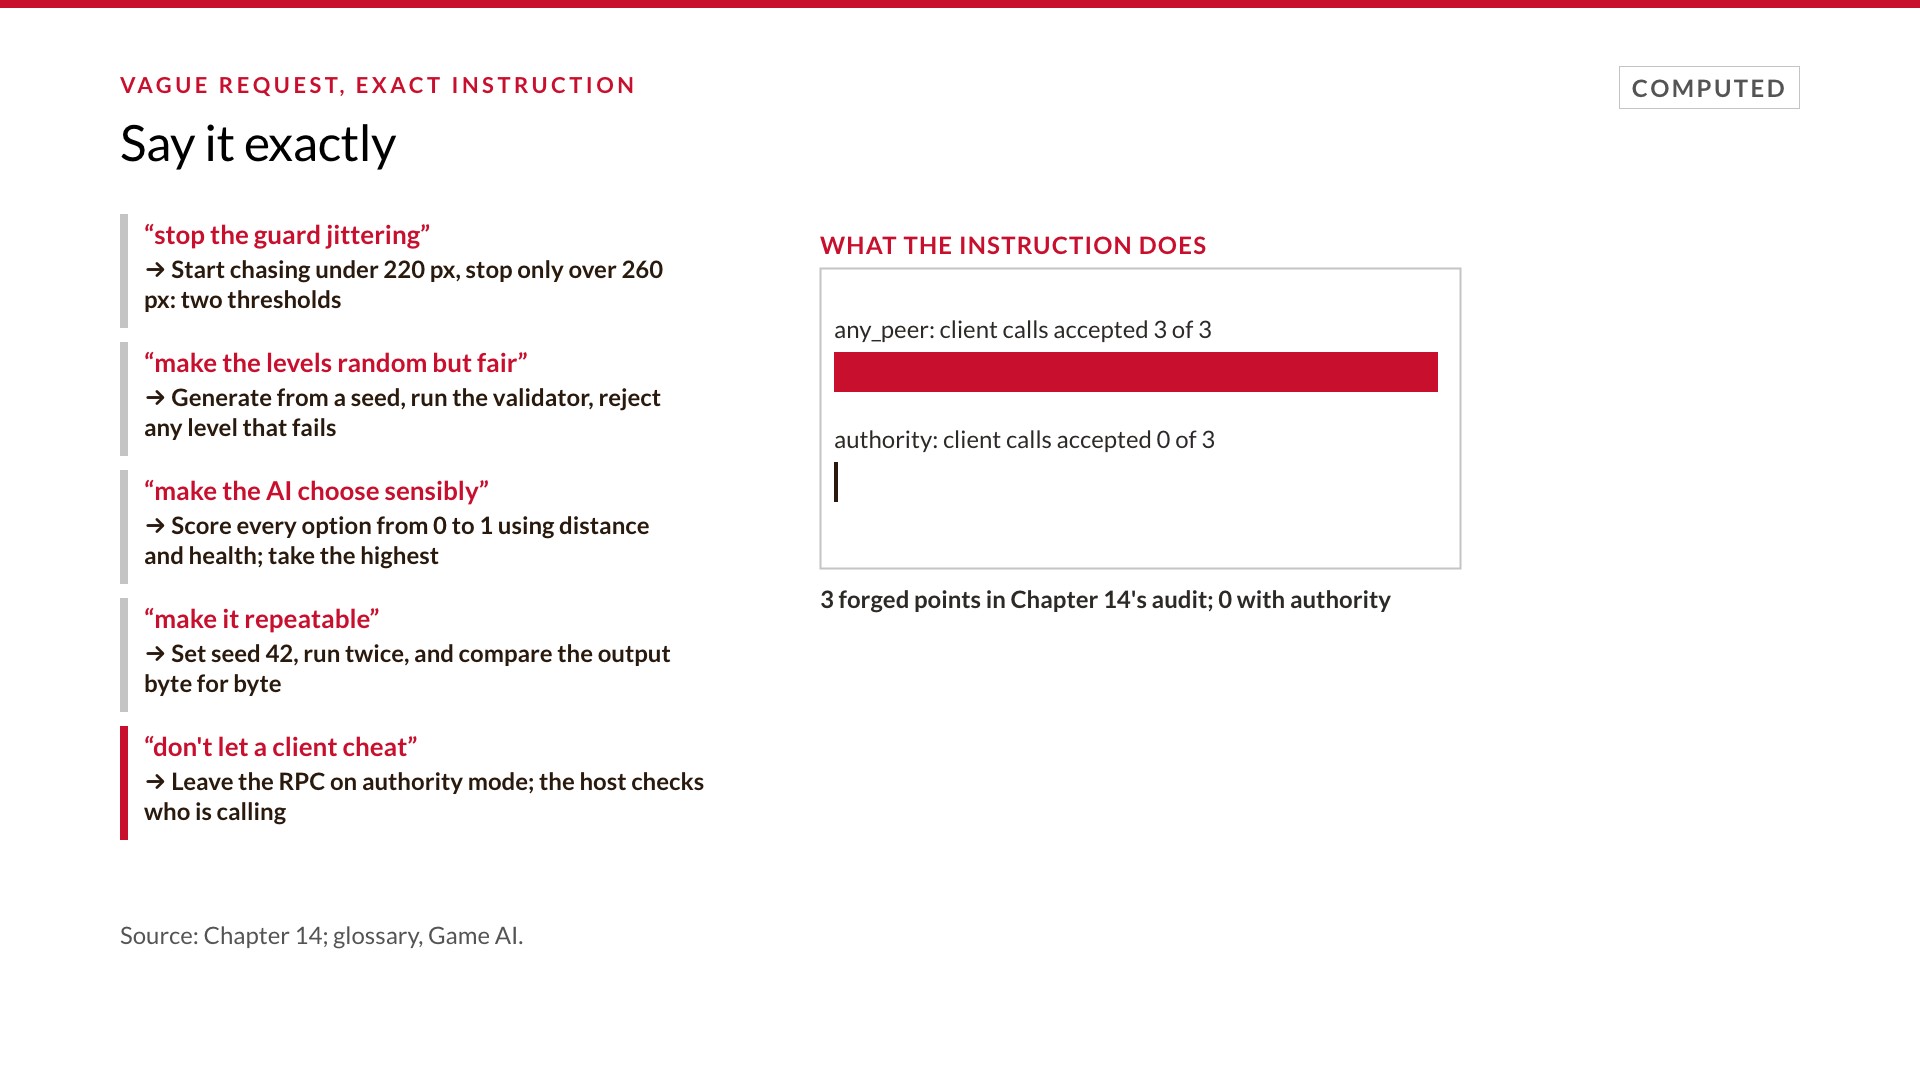 VAGUE REQUEST, EXACT INSTRUCTION
COMPUTED
Say it exactly
“stop the guard jittering”
→ Start chasing under 220 px, stop only over 260
px: two thresholds
“make the levels random but fair”
→ Generate from a seed, run the validator, reject
any level that fails
“make the AI choose sensibly”
→ Score every option from 0 to 1 using distance
and health; take the highest
“make it repeatable”
→ Set seed 42, run twice, and compare the output
byte for byte
“don't let a client cheat”
→ Leave the RPC on authority mode; the host checks
who is calling
WHAT THE INSTRUCTION DOES
any_peer: client calls accepted 3 of 3
authority: client calls accepted 0 of 3
3 forged points in Chapter 14's audit; 0 with authority
Source: Chapter 14; glossary, Game AI.